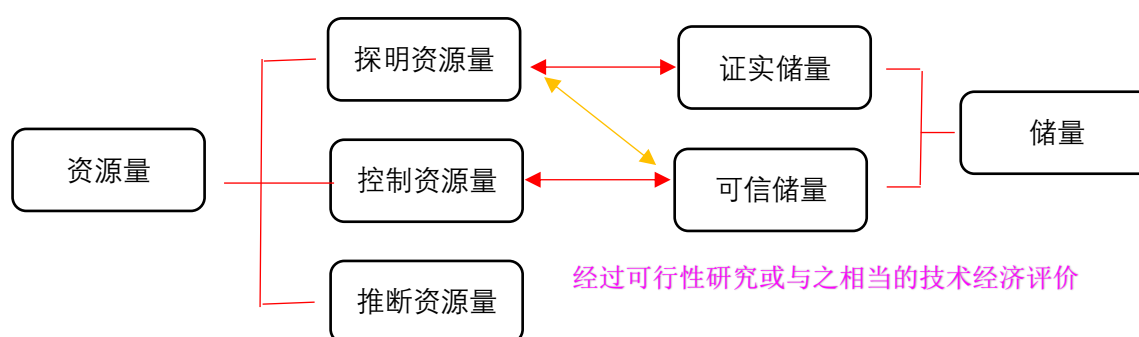 探明资源量
证实储量
储量
资源量
控制资源量
可信储量
经过可行性研究或与之相当的技术经济评价
推断资源量